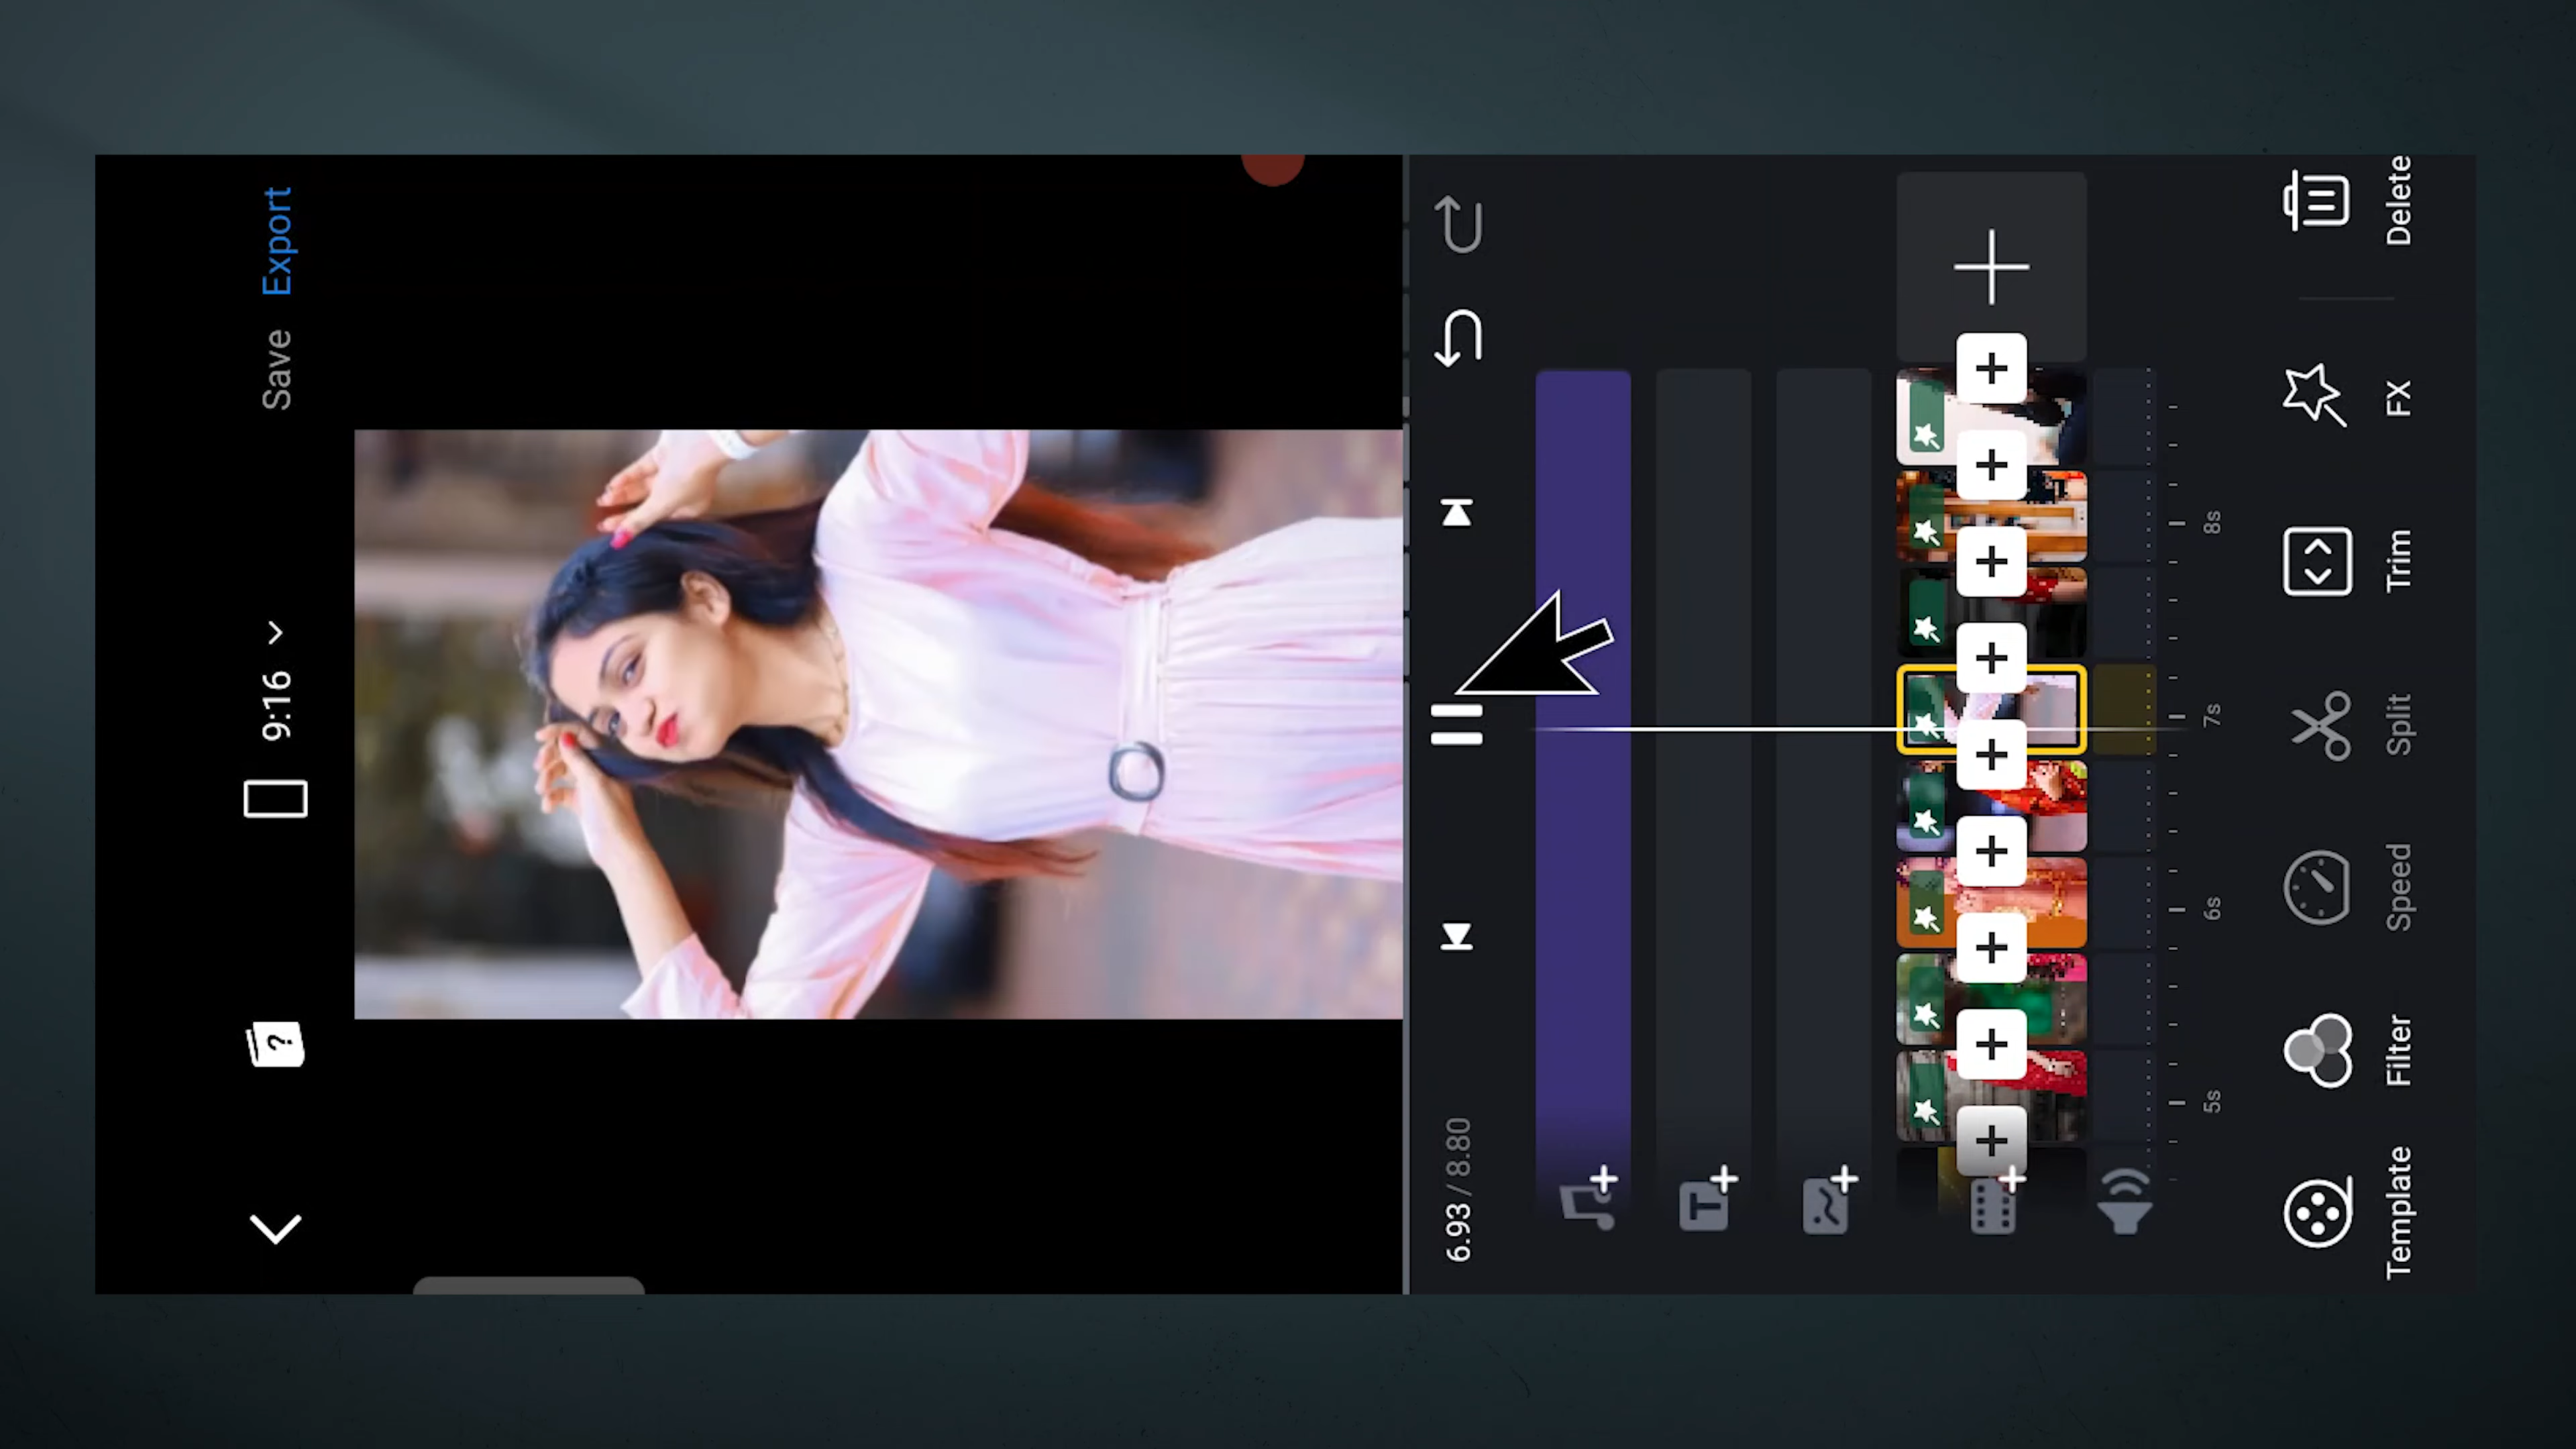 9:16
Save
Export
6.93 / 8.80
5s
6s
7s
8s
Template
Filter
Speed
Split
Trim
FX
Delete